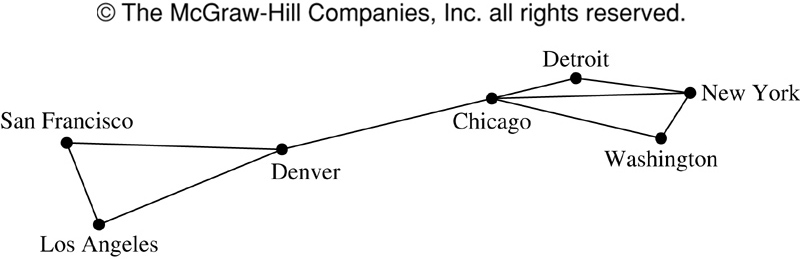 © The McGraw-Hill Companies, Inc. all rights reserved.
Detroit
New York
San Francisco
Chicago
Washington
Denver
Los Angeles